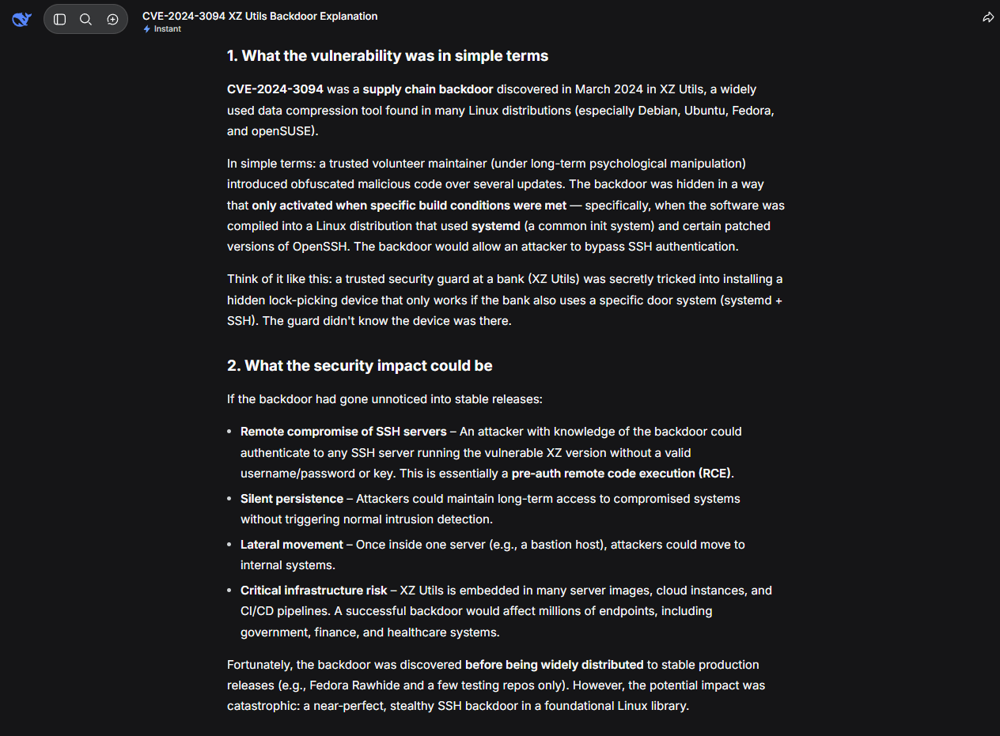 CVE-2024-3094 XZ Utils Backdoor Explanation
Instant
1. What the vulnerability was in simple terms
CVE-2024-3094 was a supply chain backdoor discovered in March 2024 in XZ Utils, a widely
used data compression tool found in many Linux distributions (especially Debian, Ubuntu, Fedora,
and openSUSE).
In simple terms: a trusted volunteer maintainer (under long-term psychological manipulation)
introduced obfuscated malicious code over several updates. The backdoor was hidden in a way
that only activated when specific build conditions were met — specifically, when the software was
compiled into a Linux distribution that used systemd (a common init system) and certain patched
versions of OpenSSH. The backdoor would allow an attacker to bypass SSH authentication.
Think of it like this: a trusted security guard at a bank (XZ Utils) was secretly tricked into installing a
hidden lock-picking device that only works if the bank also uses a specific door system (systemd +
SSH). The guard didn't know the device was there.
2. What the security impact could be
If the backdoor had gone unnoticed into stable releases:
• Remote compromise of SSH servers – An attacker with knowledge of the backdoor could
authenticate to any SSH server running the vulnerable XZ version without a valid
username/password or key. This is essentially a pre-auth remote code execution (RCE).
• Silent persistence – Attackers could maintain long-term access to compromised systems
without triggering normal intrusion detection.
• Lateral movement – Once inside one server (e.g., a bastion host), attackers could move to
internal systems.
• Critical infrastructure risk – XZ Utils is embedded in many server images, cloud instances, and
CI/CD pipelines. A successful backdoor would affect millions of endpoints, including
government, finance, and healthcare systems.
Fortunately, the backdoor was discovered before being widely distributed to stable production
releases (e.g., Fedora Rawhide and a few testing repos only). However, the potential impact was
catastrophic: a near-perfect, stealthy SSH backdoor in a foundational Linux library.